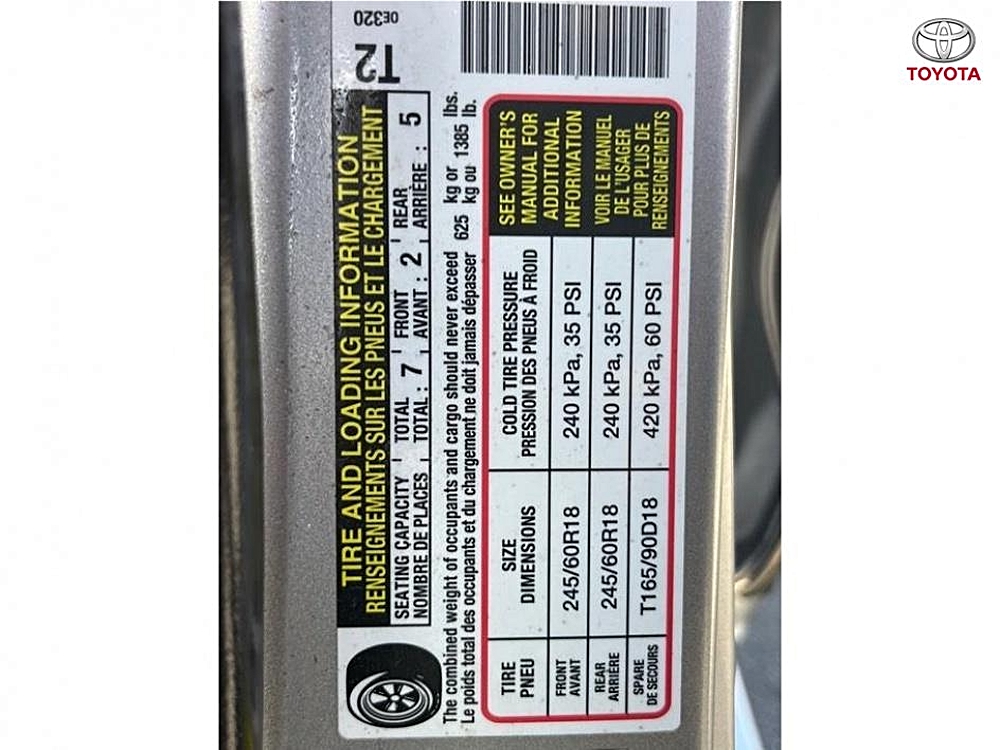 TOYOTA
0E320
T2
TIRE AND LOADING INFORMATION
RENSEIGNEMENTS SUR LES PNEUS ET LE CHARGEMENT
SEATING CAPACITY TOTAL 7 FRONT 2 REAR 5
NOMBRE DE PLACES TOTAL : AVANT : ARRIÈRE :
The combined weight of occupants and cargo should never exceed 625 kg or 1385 lbs.
Le poids total des occupants et du chargement ne doit jamais dépasser kg ou lb.
TIRE SIZE COLD TIRE PRESSURE
PNEU DIMENSIONS PRESSION DES PNEUS À FROID
FRONT
AVANT
245/60R18 240 kPa, 35 PSI
REAR
ARRIÈRE
245/60R18 240 kPa, 35 PSI
SPARE
DE SECOURS
T165/90D18 420 kPa, 60 PSI
SEE OWNER'S
MANUAL FOR
ADDITIONAL
INFORMATION
VOIR LE MANUEL
DE L'USAGER
POUR PLUS DE
RENSEIGNEMENTS